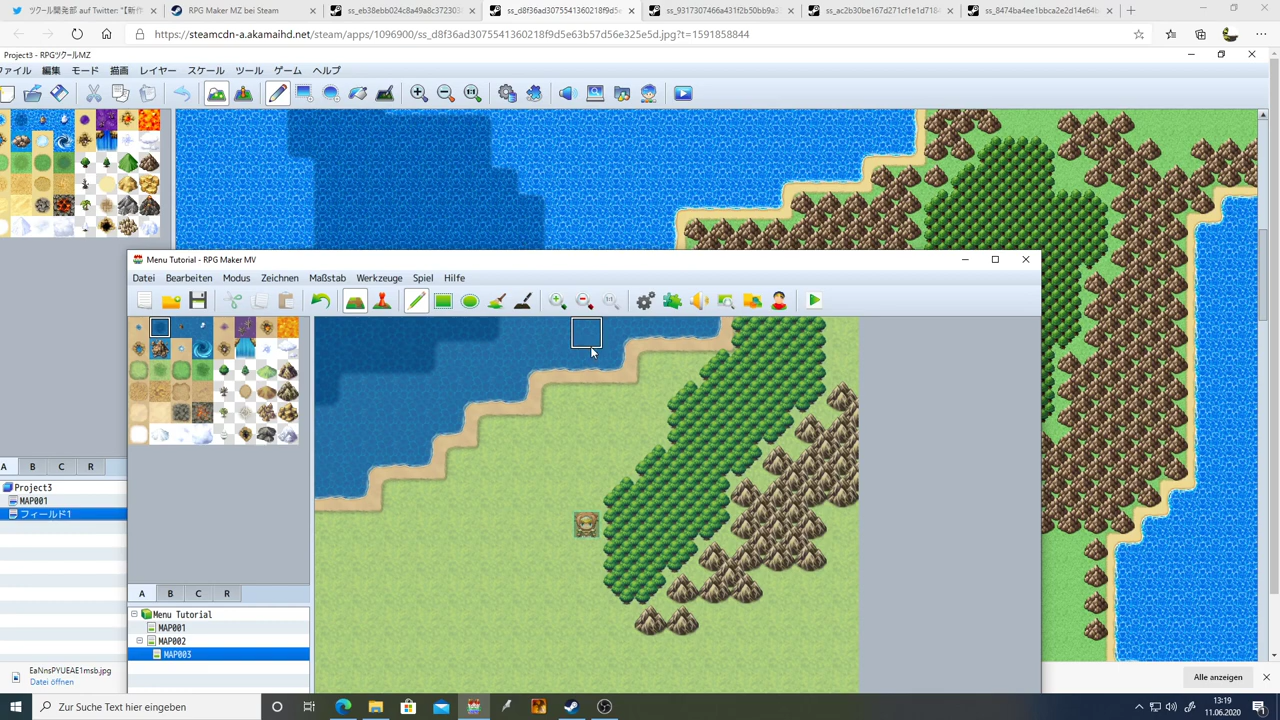 ツクール開発部 auf Twitter: "【新作
RPG Maker MZ bei Steam
ss_eb38ebb024c8a49a8c372303
ss_d8f36ad3075541360218f9d5e
ss_9317307466a431f2b50bb9a3
ss_ac2b30be167d271cf1e1d7184
ss_8474ba4ee1bbca2e2d14e64b
https://steamcdn-a.akamaihd.net/steam/apps/1096900/ss_d8f36ad3075541360218f9d5e63b57d56e325e5d.jpg?t=1591858844
Project3 - RPGツクールMZ
ファイル 編集 モード 描画 レイヤー スケール ツール ゲーム ヘルプ
Menu Tutorial - RPG Maker MV
Datei Bearbeiten Modus Zeichnen Maßstab Werkzeuge Spiel Hilfe
1:1
A B C R
Project3
MAP001
フィールド1
A B C R
Menu Tutorial
MAP001
MAP002
MAP003
EaNnsPYUEAE1msb.jpg
Datei öffnen
Alle anzeigen
Zur Suche Text hier eingeben
13:19
11.06.2020